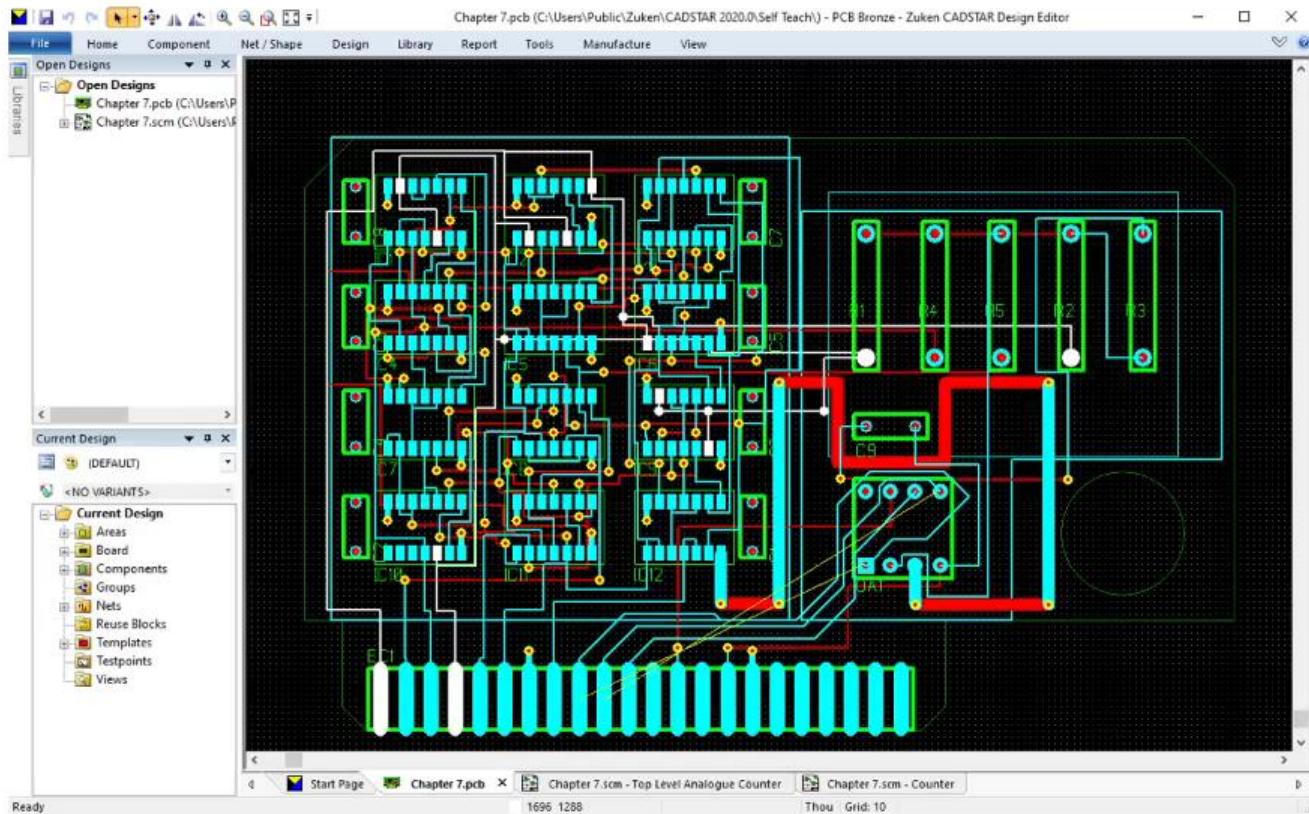 Chapter 7.pcb (C:\Users\Public\Zuken\CADSTAR 2020.0\Self Teach\) - PCB Bronze - Zuken CADSTAR Design Editor
File Home Component Net / Shape Design Library Report Tools Manufacture View
Libraries
Open Designs
Open Designs
Chapter 7.pcb (C:\Users\P
Chapter 7.scm (C:\Users\P
Current Design
(DEFAULT)
<NO VARIANTS>
Current Design
Areas
Board
Components
Groups
Nets
Reuse Blocks
Templates
Testpoints
Views
C7
R1 R4 R5 R2 R3
C9
IC10 IC11 IC12
EC1
Start Page Chapter 7.pcb Chapter 7.scm - Top Level Analogue Counter Chapter 7.scm - Counter
Ready 1696 1288 Thou Grid: 10